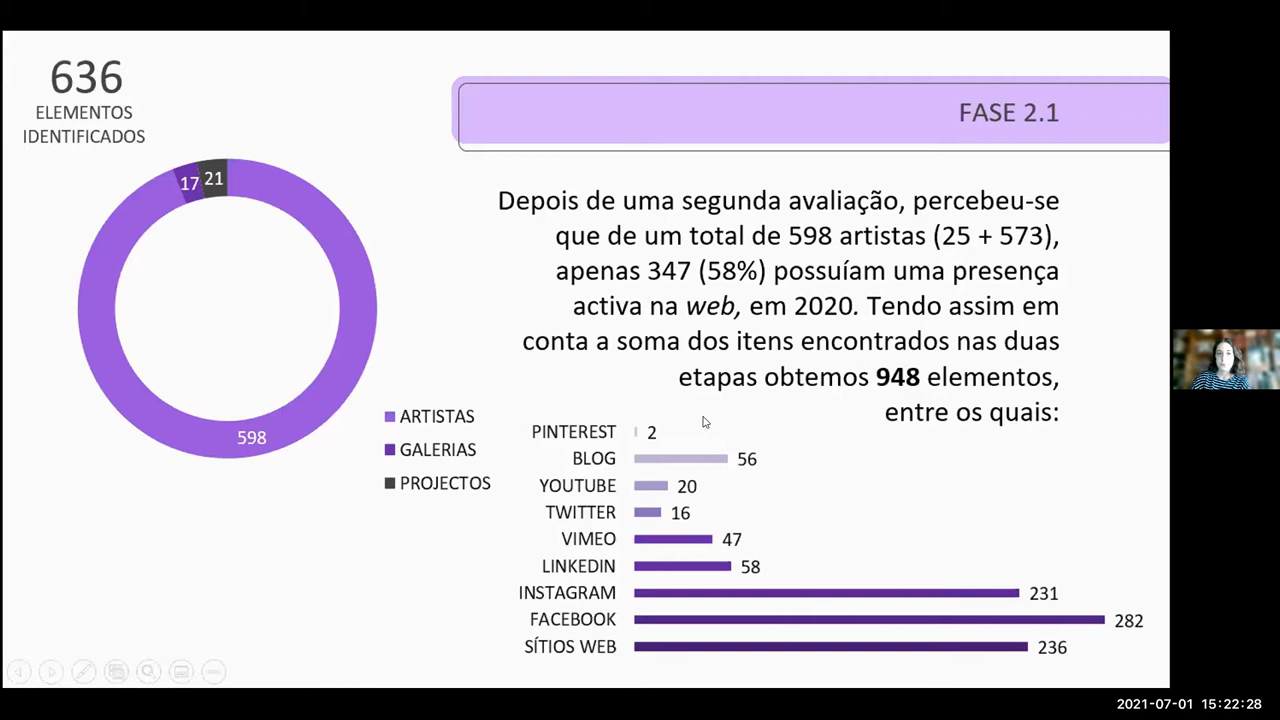 636
ELEMENTOS
IDENTIFICADOS
17
21
598
ARTISTAS
GALERIAS
PROJECTOS
FASE 2.1
Depois de uma segunda avaliação, percebeu-se
que de um total de 598 artistas (25 + 573),
apenas 347 (58%) possuíam uma presença
activa na web, em 2020. Tendo assim em
conta a soma dos itens encontrados nas duas
etapas obtemos 948 elementos,
entre os quais:
PINTEREST 2
BLOG 56
YOUTUBE 20
TWITTER 16
VIMEO 47
LINKEDIN 58
INSTAGRAM 231
FACEBOOK 282
SÍTIOS WEB 236
2021-07-01 15:22:28